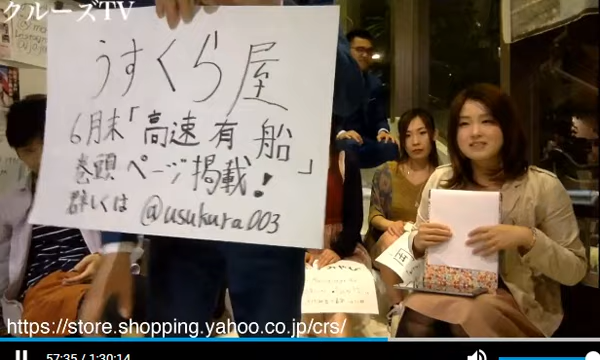 クルーズTV
うすくら屋
6月末「高速有船」
巻頭ページ掲載!
詳しくは @usukura003
https://store.shopping.yahoo.co.jp/crs/
57:35 / 1:30:14